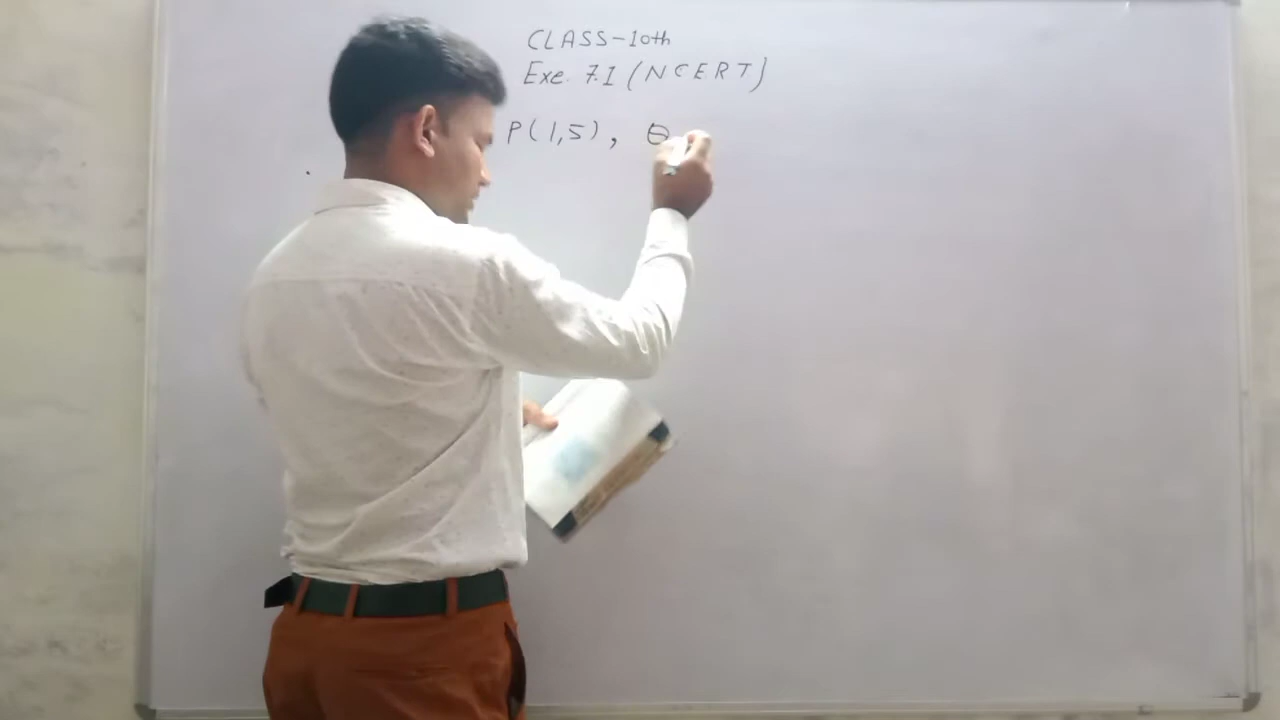 CLASS-10th
Exe. 7.1 (NCERT)
P(1,5), Q